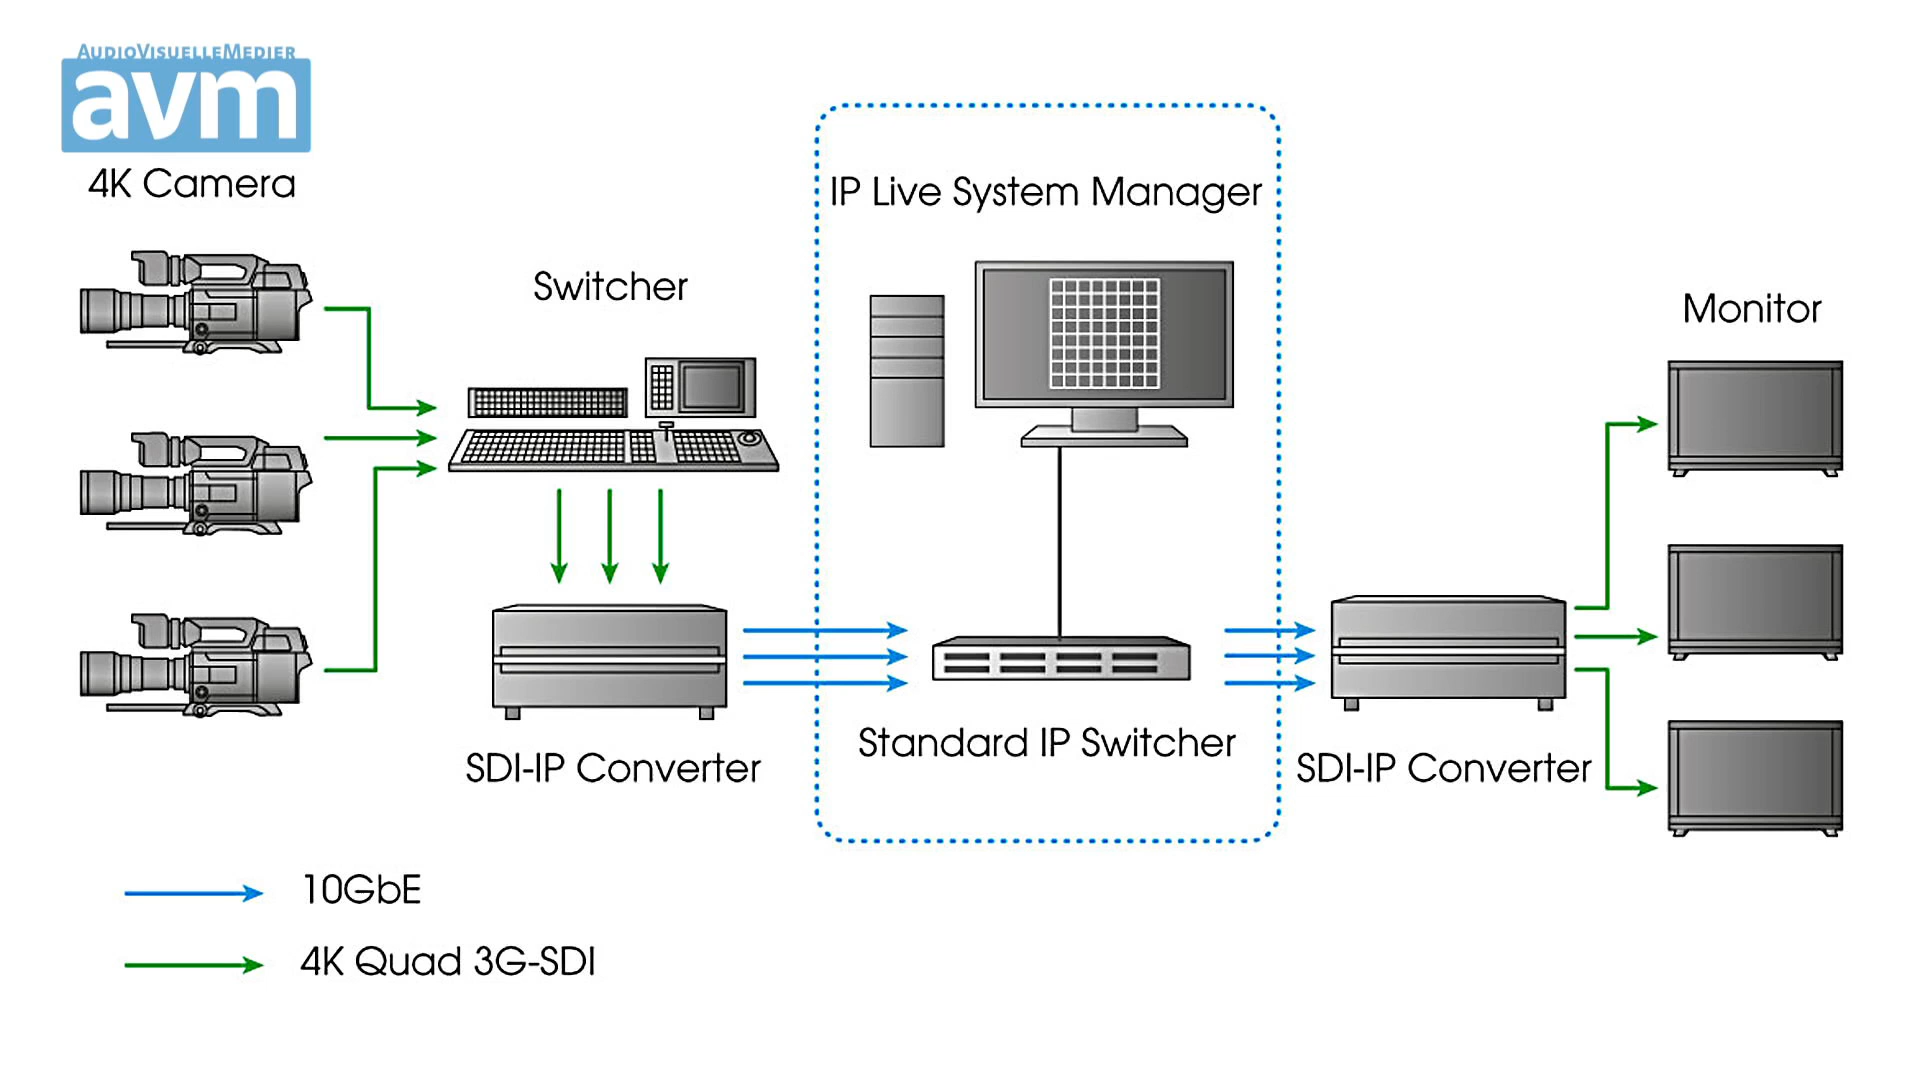 AUDIOVISUELLEMEDIER
avm
4K Camera
Switcher
IP Live System Manager
Monitor
SDI-IP Converter
Standard IP Switcher
SDI-IP Converter
10GbE
4K Quad 3G-SDI